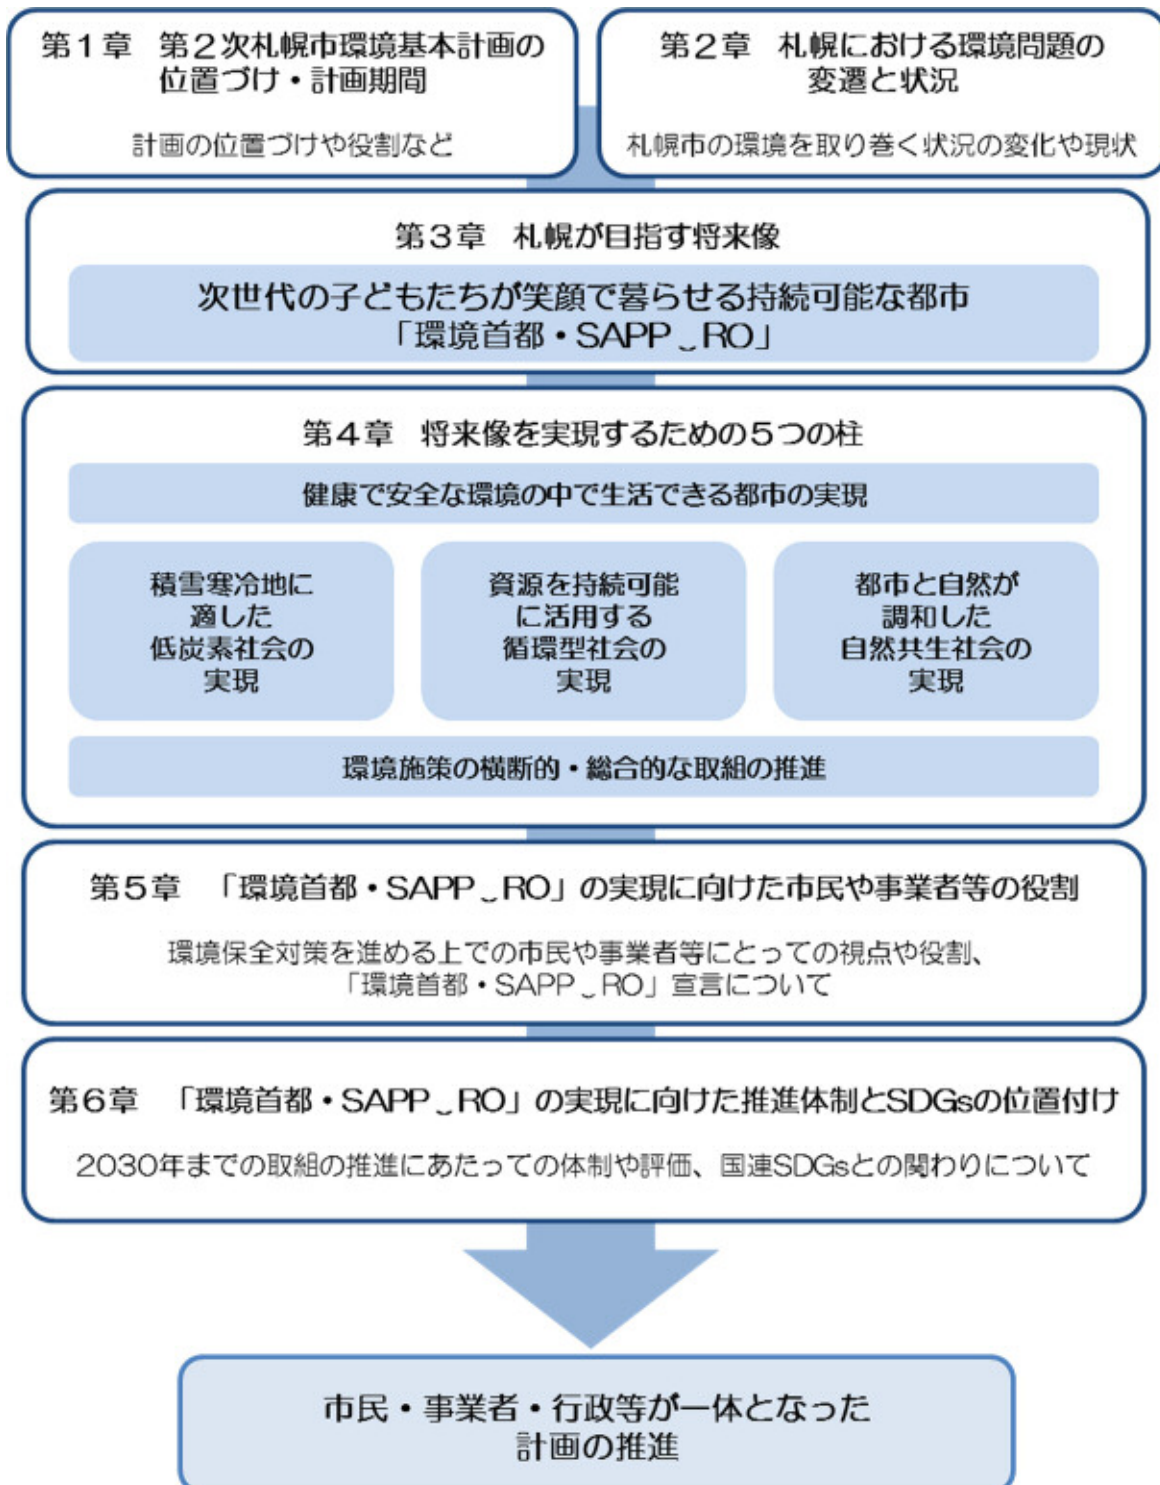 第1章 第2次札幌市環境基本計画の
位置づけ・計画期間
計画の位置づけや役割など
第2章 札幌における環境問題の
変遷と状況
札幌市の環境を取り巻く状況の変化や現状
第3章 札幌が目指す将来像
次世代の子どもたちが笑顔で暮らせる持続可能な都市
「環境首都・SAPP‿RO」
第4章 将来像を実現するための5つの柱
健康で安全な環境の中で生活できる都市の実現
積雪寒冷地に
適した
低炭素社会の
実現
資源を持続可能
に活用する
循環型社会の
実現
都市と自然が
調和した
自然共生社会の
実現
環境施策の横断的・総合的な取組の推進
第5章 「環境首都・SAPP‿RO」の実現に向けた市民や事業者等の役割
環境保全対策を進める上での市民や事業者等にとっての視点や役割、
「環境首都・SAPP‿RO」宣言について
第6章 「環境首都・SAPP‿RO」の実現に向けた推進体制とSDGsの位置付け
2030年までの取組の推進にあたっての体制や評価、国連SDGsとの関わりについて
市民・事業者・行政等が一体となった
計画の推進